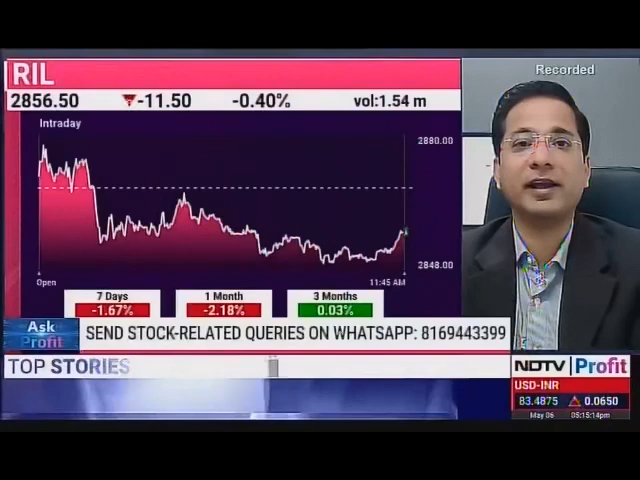 RIL
Recorded
2856.50 ▼-11.50 -0.40% vol:1.54 m
Intraday
2880.00
2848.00
Open 11:45 AM
7 Days 1 Month 3 Months
-1.67% -2.18% 0.03%
Ask Profit
SEND STOCK-RELATED QUERIES ON WHATSAPP: 8169443399
TOP STORIES
NDTV Profit
USD-INR
83.4875 ▲ 0.0650
May 06 05:15:14pm